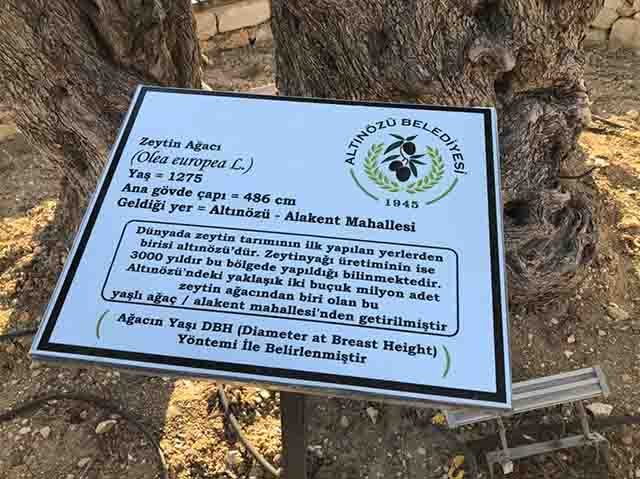 ALTINÖZÜ BELEDİYESİ
1945
Zeytin Ağacı
(Olea europea L.)
Yaş = 1275
Ana gövde çapı = 486 cm
Geldiği yer = Altınözü - Alakent Mahallesi
Dünyada zeytin tarımının ilk yapılan yerlerden
birisi altınözü'dür. Zeytinyağı üretiminin ise
3000 yıldır bu bölgede yapıldığı bilinmektedir.
Altınözü'ndeki yaklaşık iki buçuk milyon adet
zeytin ağacından biri olan bu
yaşlı ağaç / alakent mahallesi'nden getirilmiştir
Ağacın Yaşı DBH (Diameter at Breast Height)
Yöntemi İle Belirlenmiştir